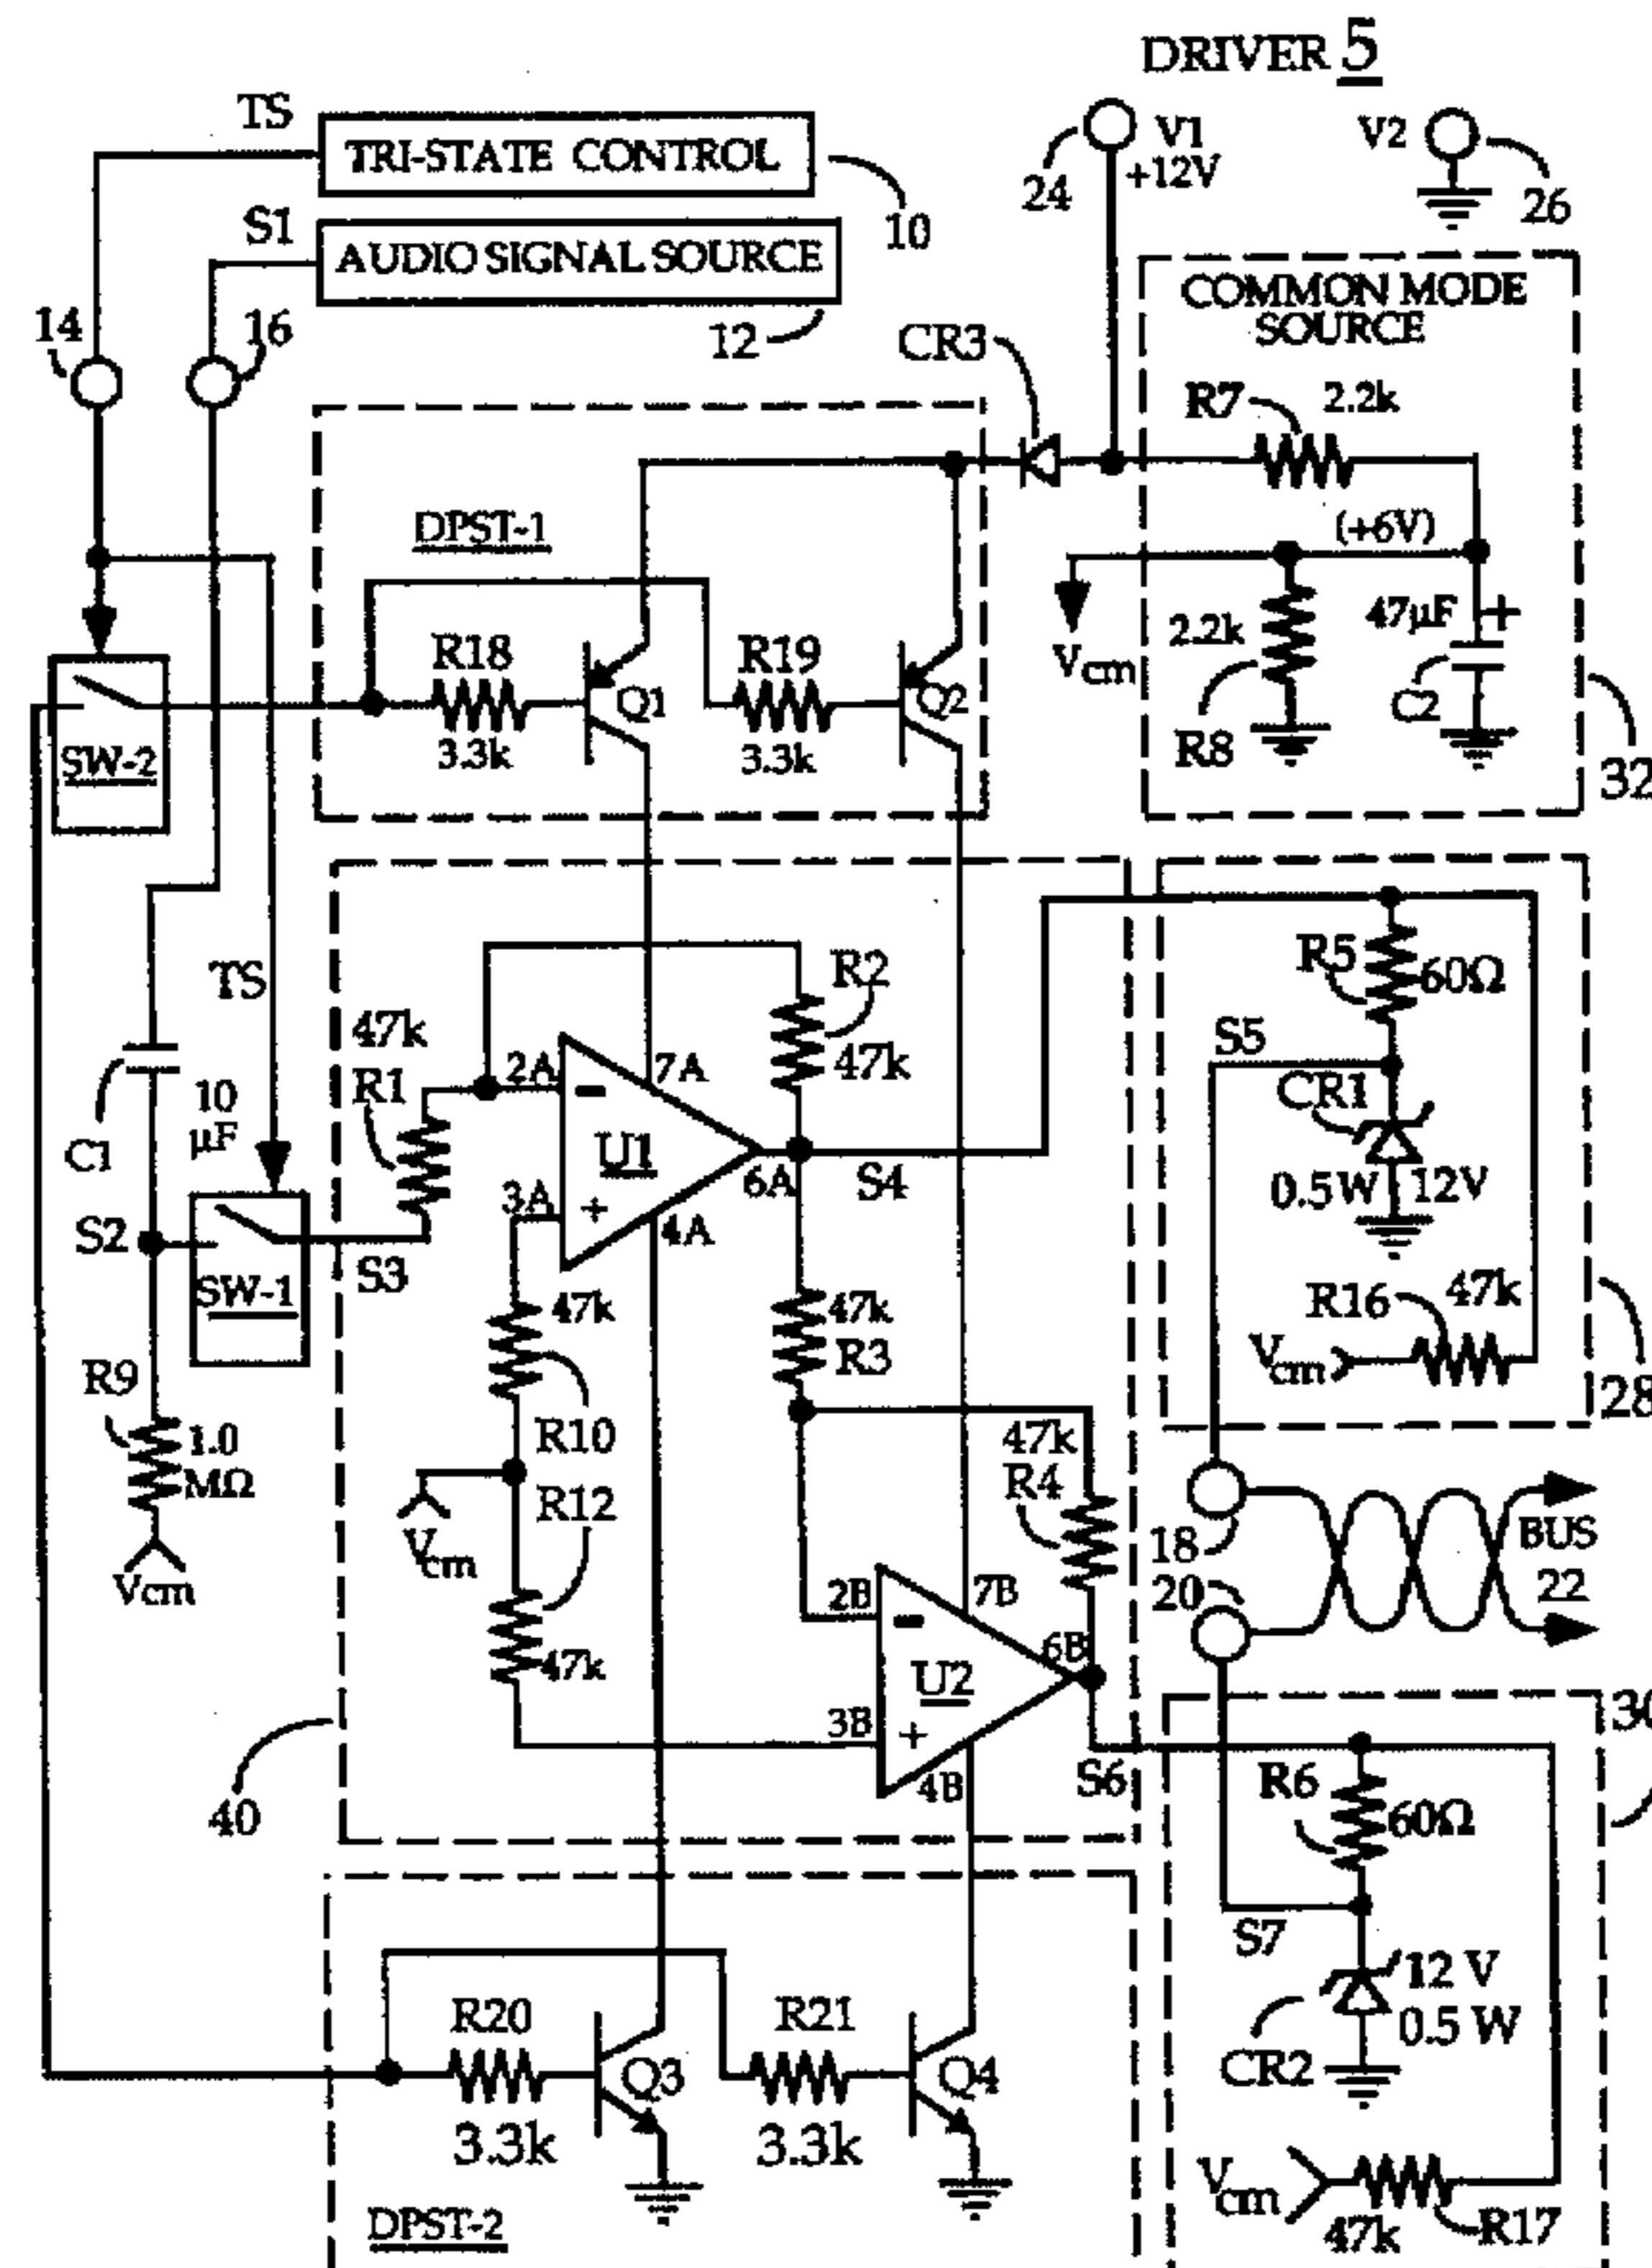 DRIVER 5
TS
TRI-STATE CONTROL
10
S1
AUDIO SIGNAL SOURCE
12
24
V1
+12V
V2
26
14
16
CR3
COMMON MODE
SOURCE
R7
2.2k
(+6V)
Vcm
2.2k
R8
47µF
+
C2
32
DPST-1
R18
3.3k
Q1
R19
3.3k
Q2
SW-2
TS
C1
10
µF
S2
SW-1
S3
R9
1.0
MΩ
Vcm
47k
R1
2A
-
7A
U1
3A
+
4A
6A
R2
47k
S4
47k
R10
R12
Vcm
47k
47k
R3
47k
R4
2B
-
7B
U2
6B
3B
+
4B
S6
40
R5
60Ω
S5
CR1
0.5W 12V
R16
47k
Vcm
28
18
20
BUS
22
30
R6
60Ω
S7
12 V
0.5 W
CR2
Vcm
47k
R17
R20
3.3k
Q3
R21
3.3k
Q4
DPST-2